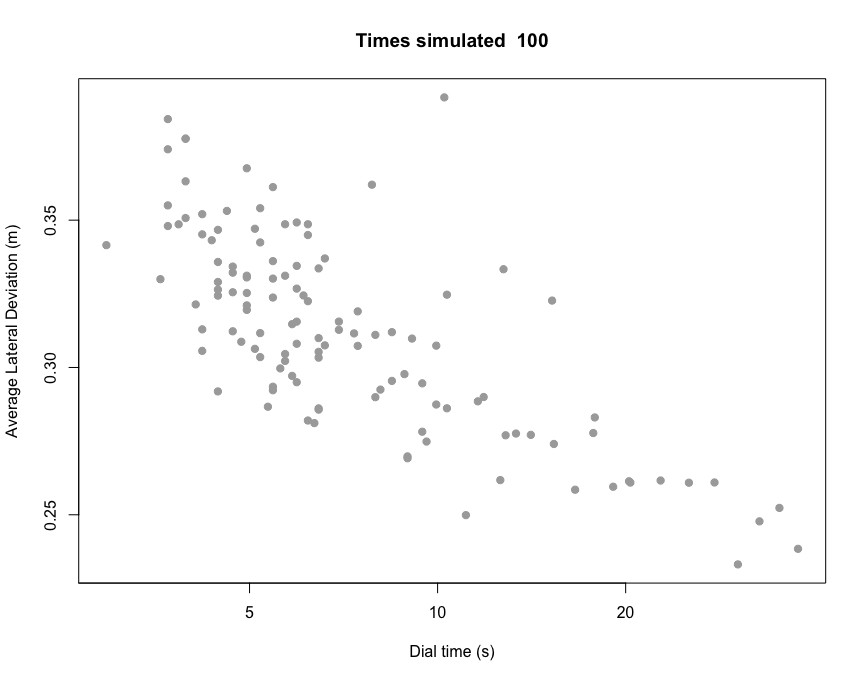 Times simulated  100
Average Lateral Deviation (m)
0.35
0.30
0.25
5 10 20
Dial time (s)